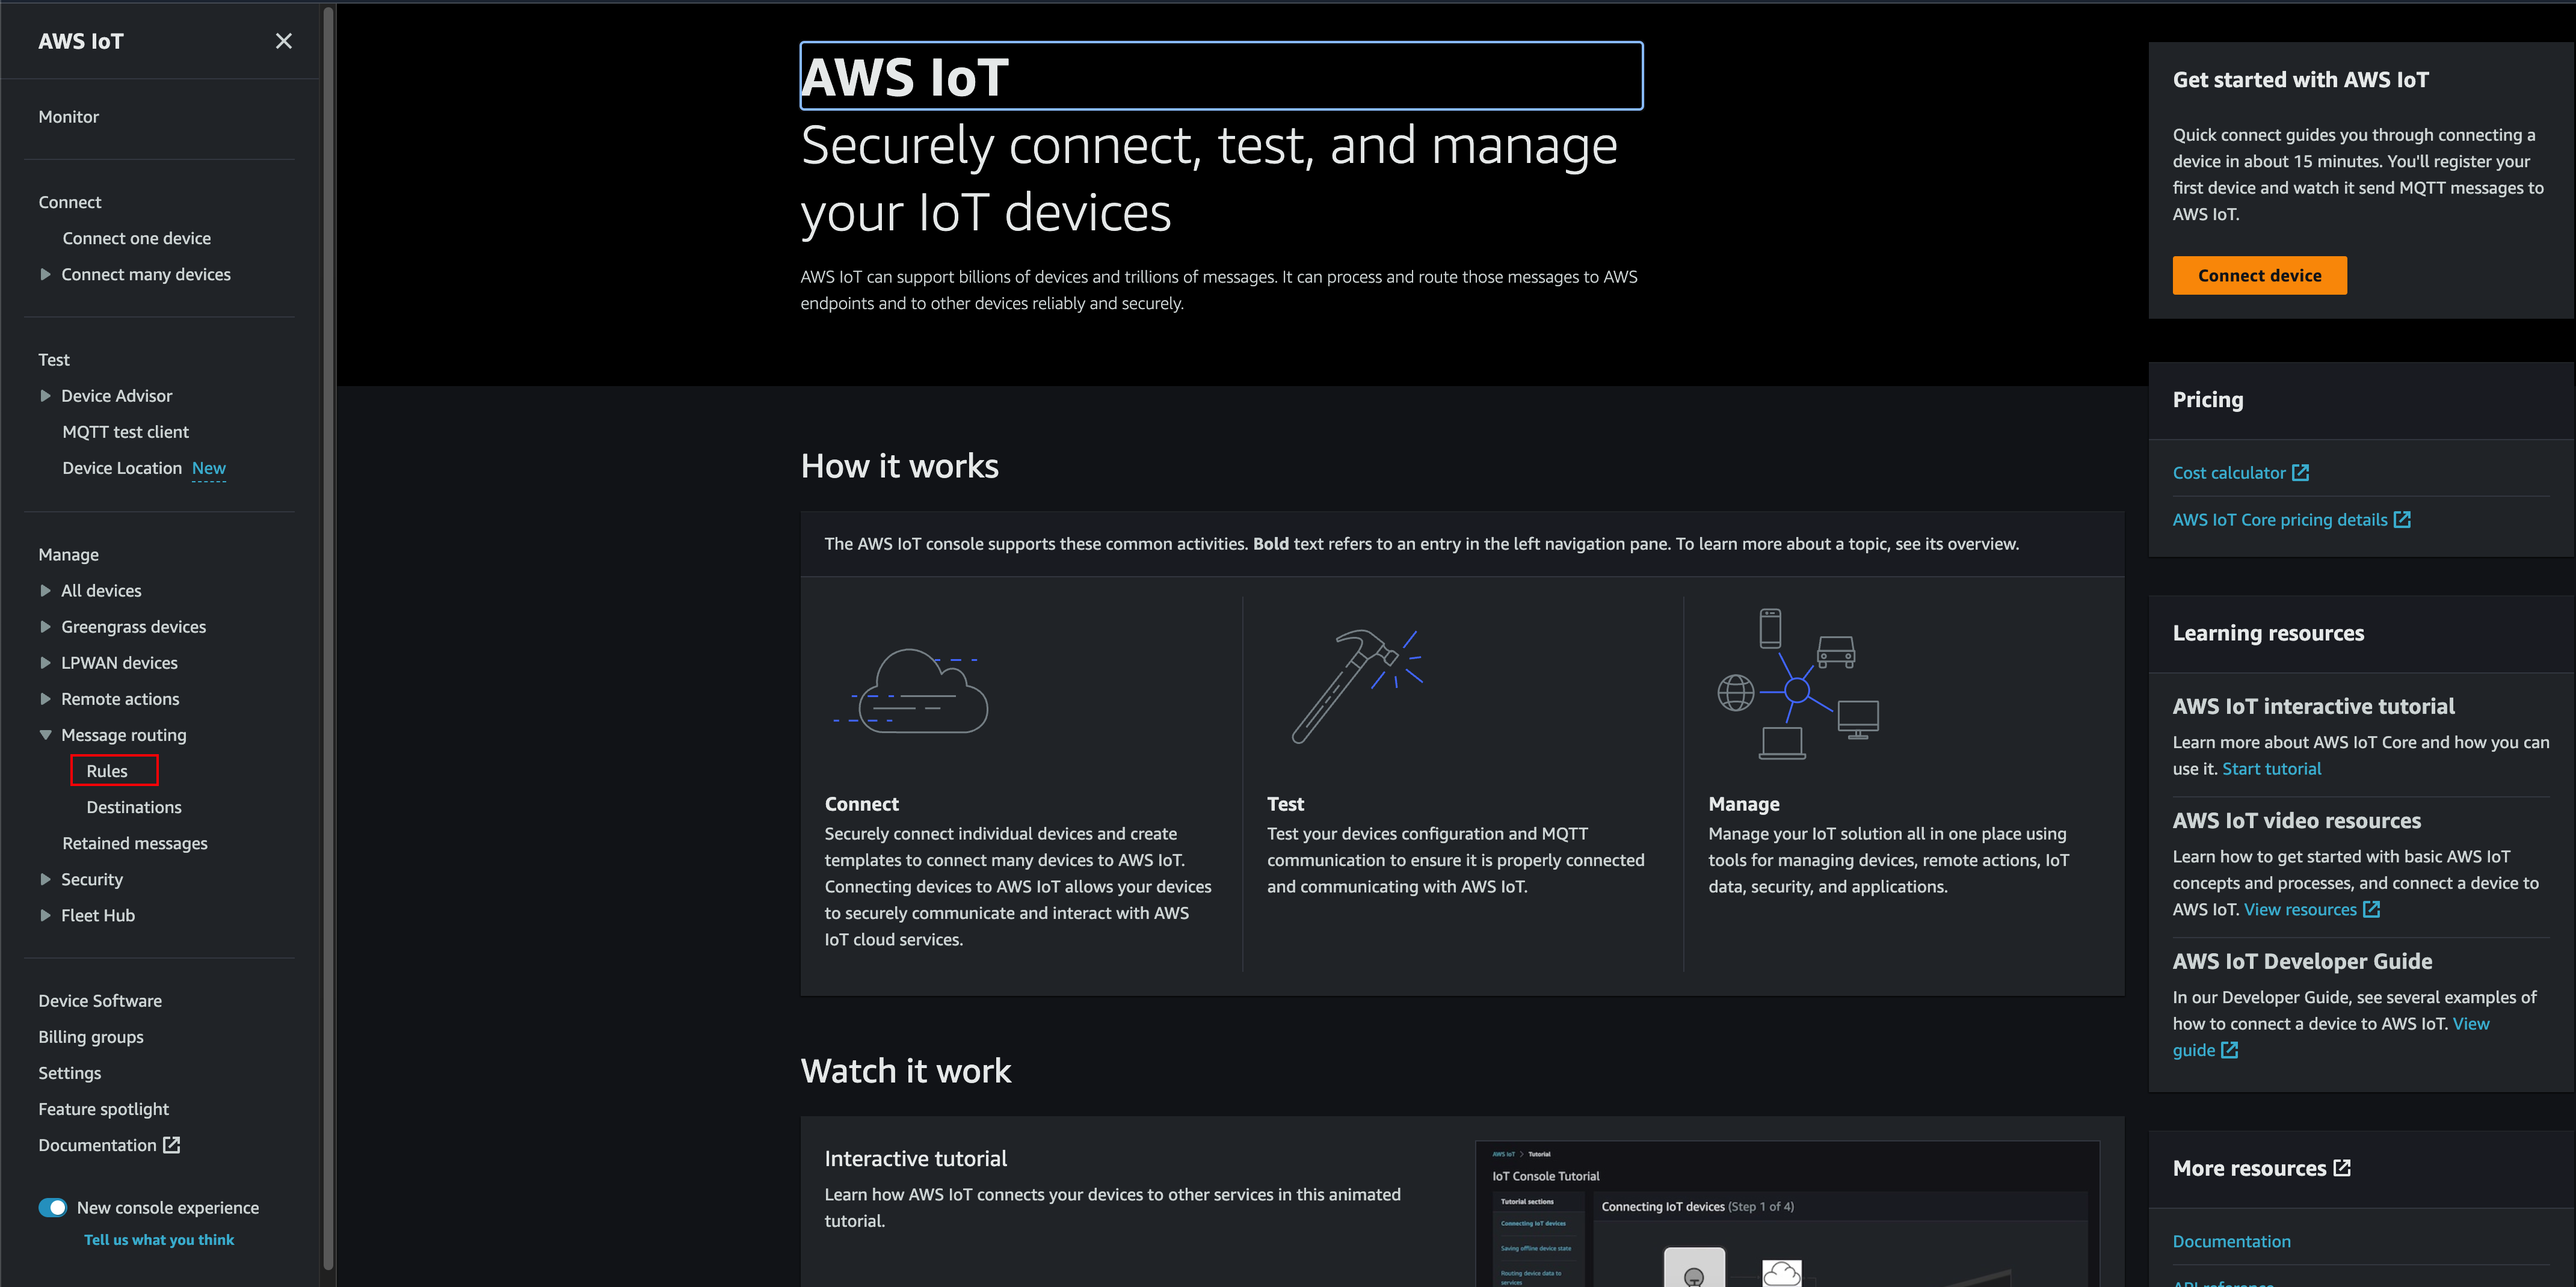 AWS IoT
Monitor
Connect
Connect one device
Connect many devices
Test
Device Advisor
MQTT test client
Device Location New
Manage
All devices
Greengrass devices
LPWAN devices
Remote actions
Message routing
Rules
Destinations
Retained messages
Security
Fleet Hub
Device Software
Billing groups
Settings
Feature spotlight
Documentation
New console experience
Tell us what you think
AWS IoT
Securely connect, test, and manage
your IoT devices
AWS IoT can support billions of devices and trillions of messages. It can process and route those messages to AWS
endpoints and to other devices reliably and securely.
How it works
The AWS IoT console supports these common activities. Bold text refers to an entry in the left navigation pane. To learn more about a topic, see its overview.
Connect
Securely connect individual devices and create
templates to connect many devices to AWS IoT.
Connecting devices to AWS IoT allows your devices
to securely communicate and interact with AWS
IoT cloud services.
Test
Test your devices configuration and MQTT
communication to ensure it is properly connected
and communicating with AWS IoT.
Manage
Manage your IoT solution all in one place using
tools for managing devices, remote actions, IoT
data, security, and applications.
Watch it work
Interactive tutorial
Learn how AWS IoT connects your devices to other services in this animated
tutorial.
AWS IoT > Tutorial
IoT Console Tutorial
Tutorial sections
Connecting IoT devices
Saving offline device state
Routing device data to
services
Connecting IoT devices (Step 1 of 4)
Get started with AWS IoT
Quick connect guides you through connecting a
device in about 15 minutes. You'll register your
first device and watch it send MQTT messages to
AWS IoT.
Connect device
Pricing
Cost calculator
AWS IoT Core pricing details
Learning resources
AWS IoT interactive tutorial
Learn more about AWS IoT Core and how you can
use it. Start tutorial
AWS IoT video resources
Learn how to get started with basic AWS IoT
concepts and processes, and connect a device to
AWS IoT. View resources
AWS IoT Developer Guide
In our Developer Guide, see several examples of
how to connect a device to AWS IoT. View
guide
More resources
Documentation
API reference